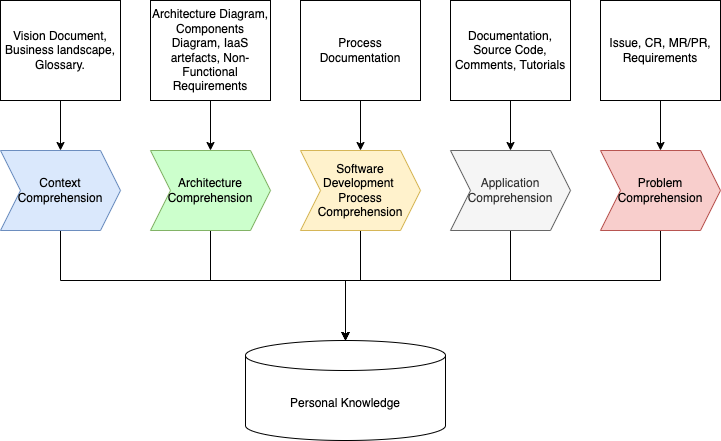 Vision Document,
Business landscape,
Glossary.
Architecture Diagram,
Components
Diagram, IaaS
artefacts, Non-
Functional
Requirements
Process
Documentation
Documentation,
Source Code,
Comments, Tutorials
Issue, CR, MR/PR,
Requirements
Context
Comprehension
Architecture
Comprehension
Software
Development
Process
Comprehension
Application
Comprehension
Problem
Comprehension
Personal Knowledge